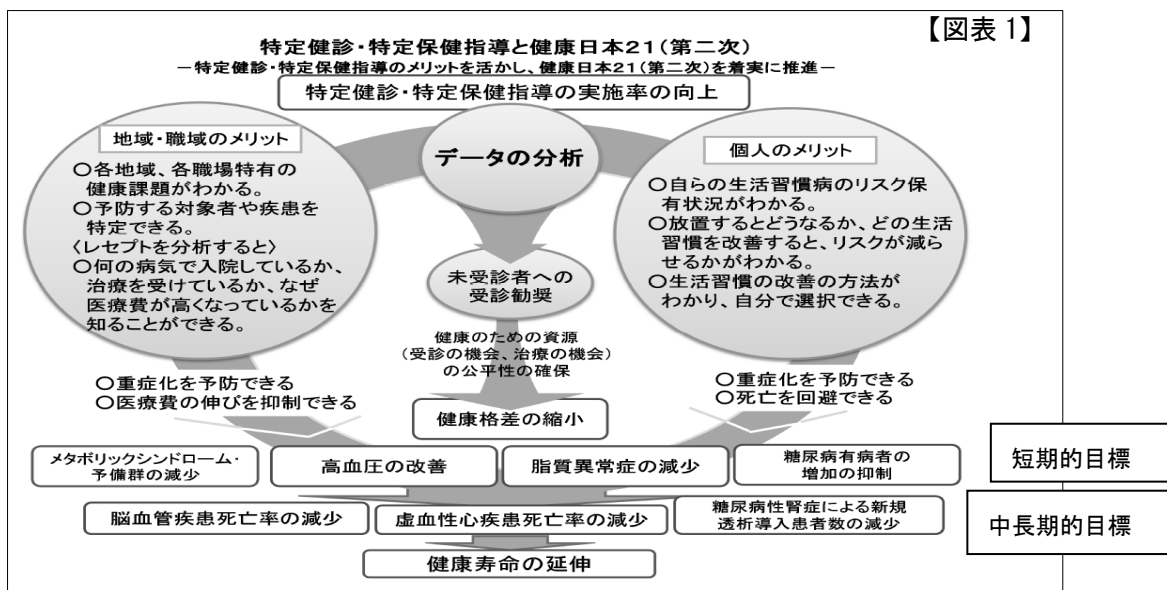 【図表1】
特定健診・特定保健指導と健康日本21(第二次)
－特定健診・特定保健指導のメリットを活かし、健康日本21(第二次)を着実に推進－
特定健診・特定保健指導の実施率の向上
地域・職域のメリット
○各地域、各職場特有の
健康課題がわかる。
○予防する対象者や疾患を
特定できる。
〈レセプトを分析すると〉
○何の病気で入院しているか、
治療を受けているか、なぜ
医療費が高くなっているかを
知ることができる。
データの分析
個人のメリット
○自らの生活習慣病のリスク保
有状況がわかる。
○放置するとどうなるか、どの生活
習慣を改善すると、リスクが減ら
せるかがわかる。
○生活習慣の改善の方法が
わかり、自分で選択できる。
未受診者への
受診勧奨
健康のための資源
(受診の機会、治療の機会)
の公平性の確保
○重症化を予防できる
○医療費の伸びを抑制できる
○重症化を予防できる
○死亡を回避できる
健康格差の縮小
メタボリックシンドローム・
予備群の減少
高血圧の改善
脂質異常症の減少
糖尿病有病者の
増加の抑制
短期的目標
脳血管疾患死亡率の減少
虚血性心疾患死亡率の減少
糖尿病性腎症による新規
透析導入患者数の減少
中長期的目標
健康寿命の延伸